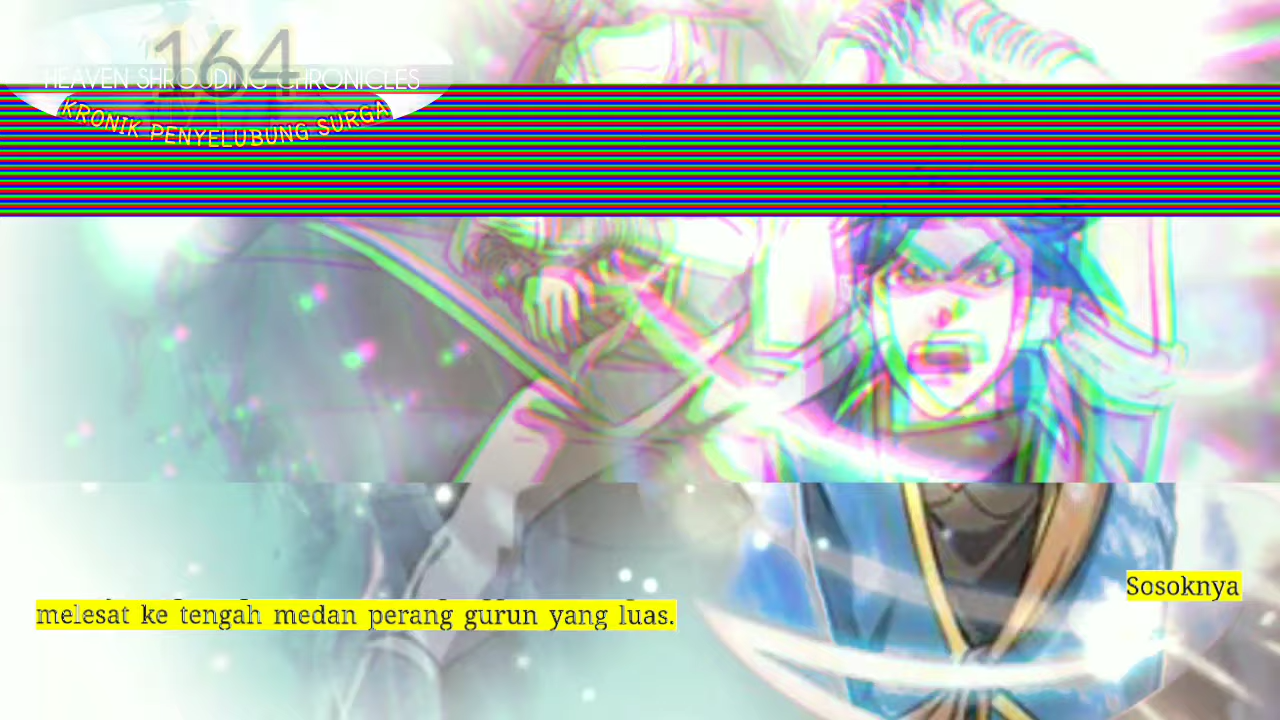 164
HEAVEN SHROUDING CHRONICLES
KRONIK PENYELUBUNG SURGA
Sosoknya
melesat ke tengah medan perang gurun yang luas.